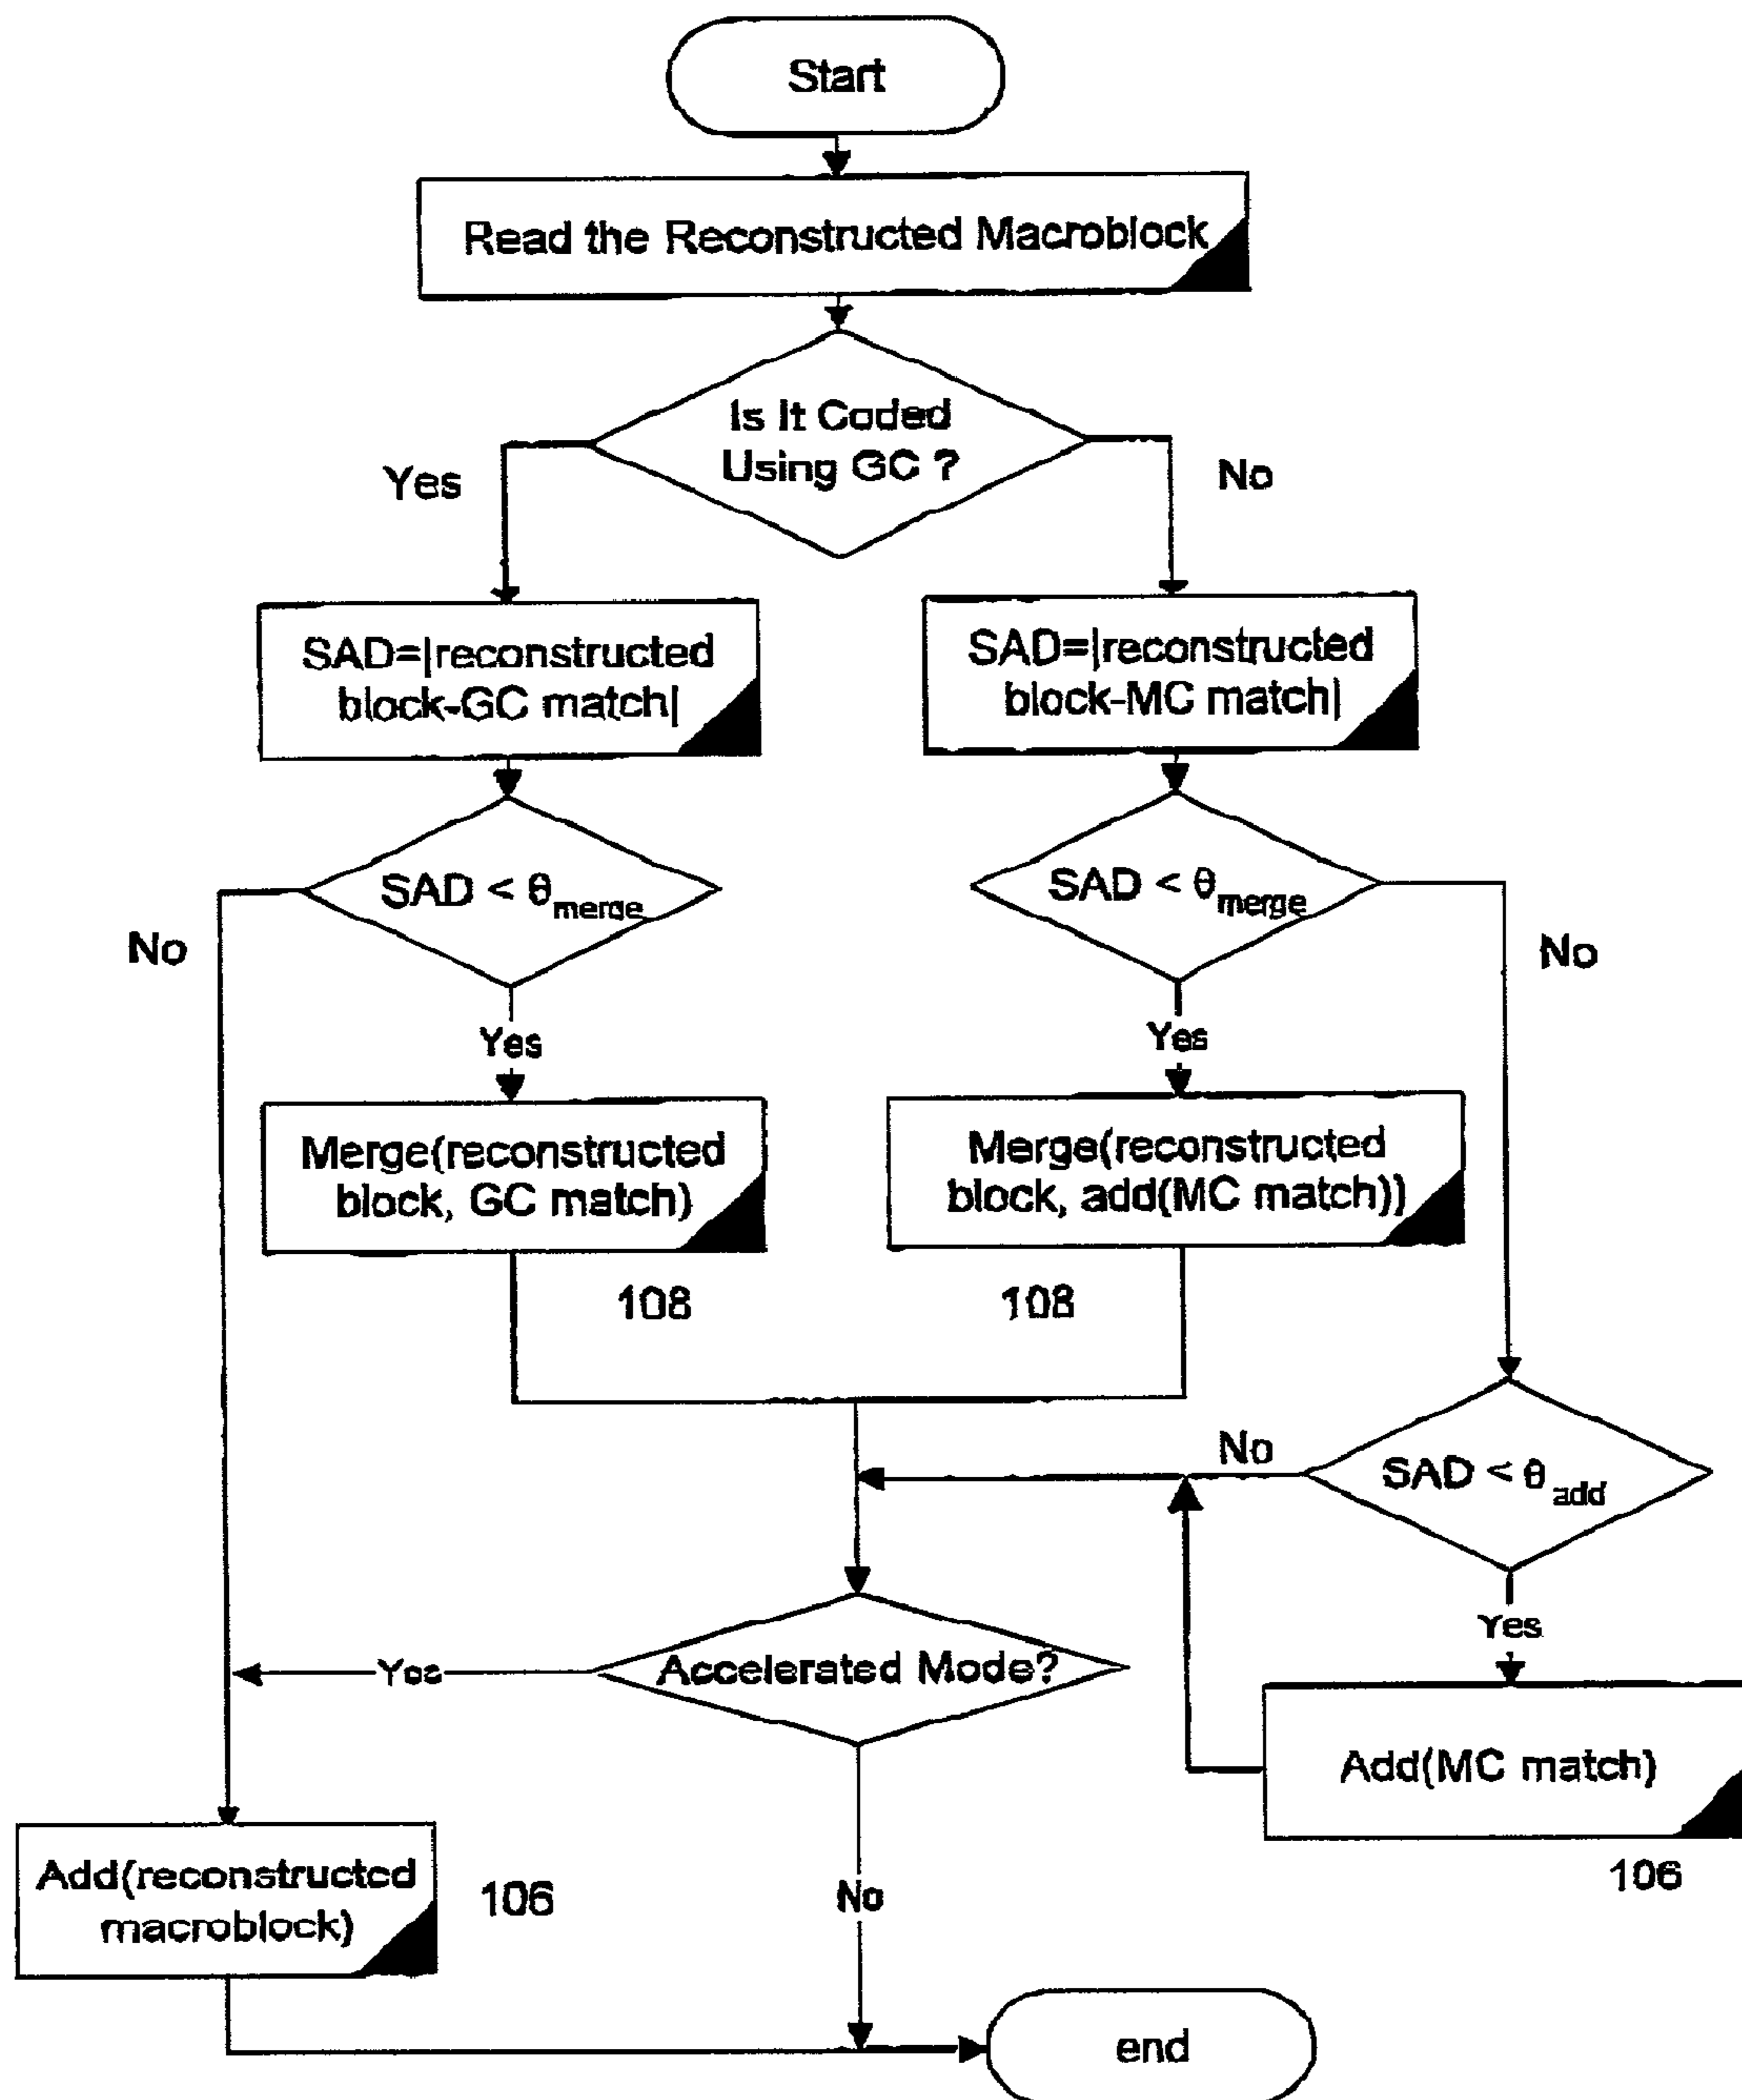 Start
Read the Reconstructed Macroblock
Is It Coded
Using GC ?
Yes
No
SAD=|reconstructed
block-GC match|
SAD=|reconstructed
block-MC match|
SAD < θmerge
SAD < θmerge
No
No
Yes
Yes
Merge(reconstructed
block, GC match)
Merge(reconstructed
block, add(MC match))
108
108
No
SAD < θadd
Yes
Yes
Accelerated Mode?
Add(MC match)
Add(reconstructed
macroblock)
106
No
106
end